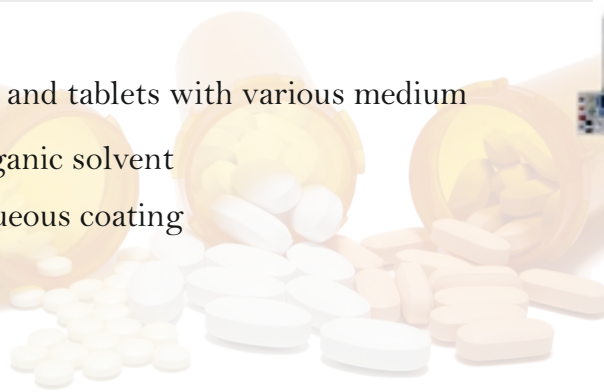 and tablets with various medium
ganic solvent
ueous coating